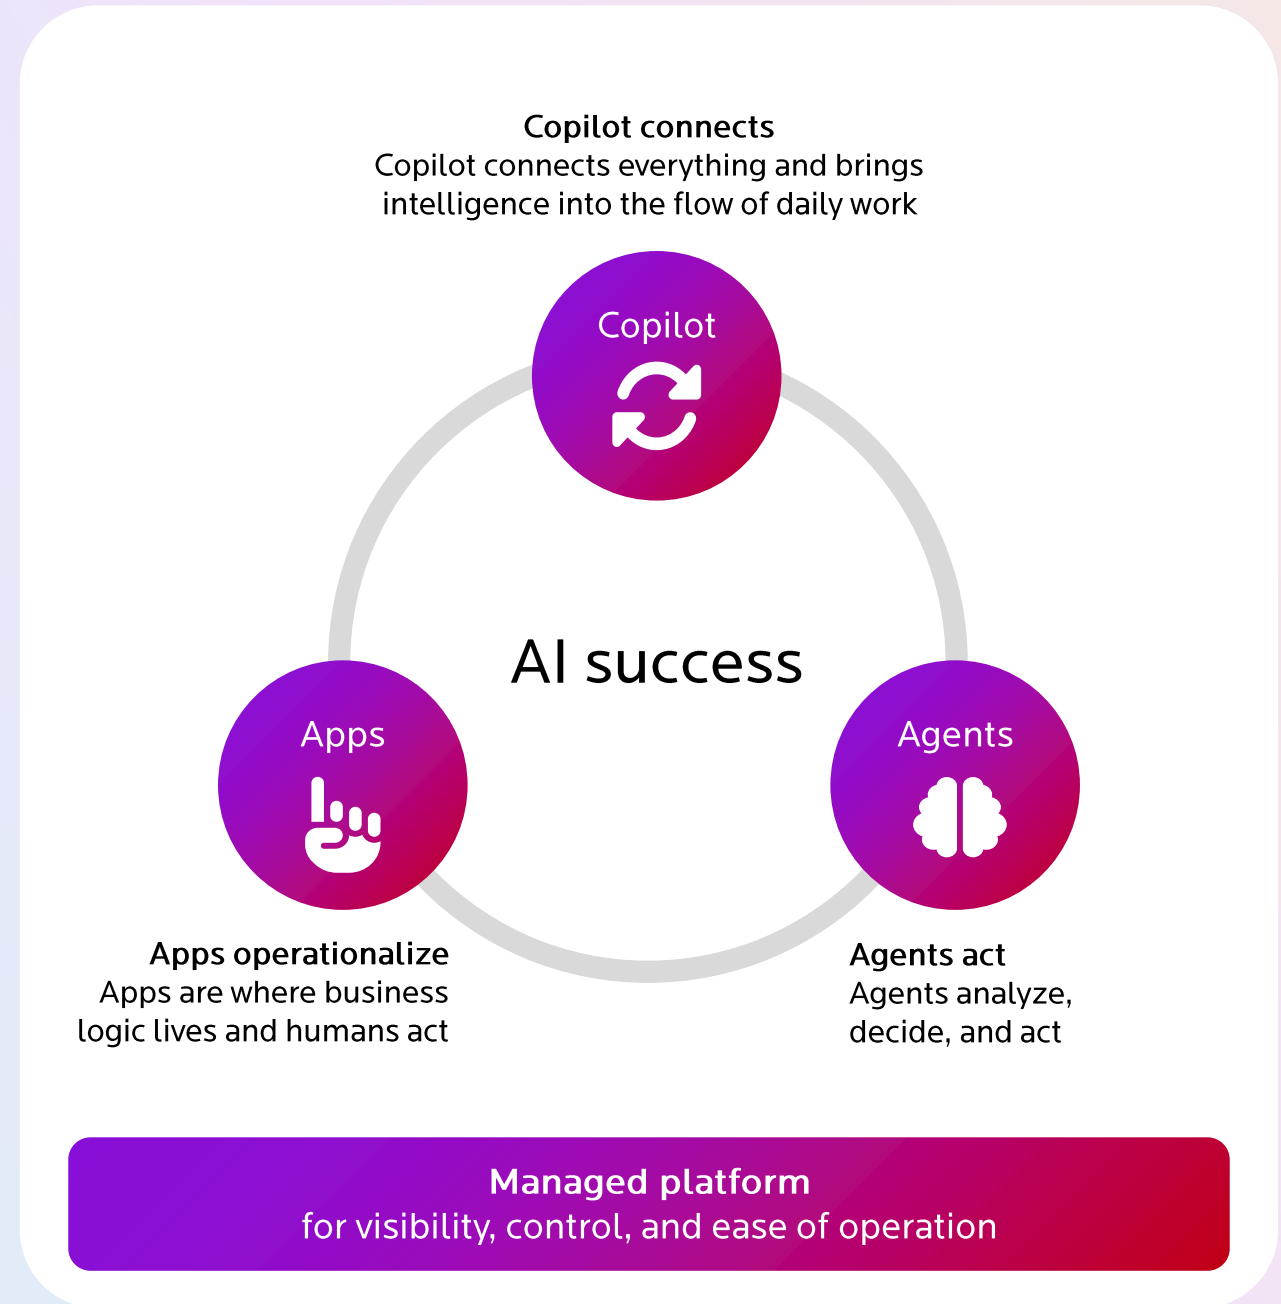 Copilot connects
Copilot connects everything and brings
intelligence into the flow of daily work
Copilot
AI success
Apps
Agents
Apps operationalize
Apps are where business
logic lives and humans act
Agents act
Agents analyze,
decide, and act
Managed platform
for visibility, control, and ease of operation